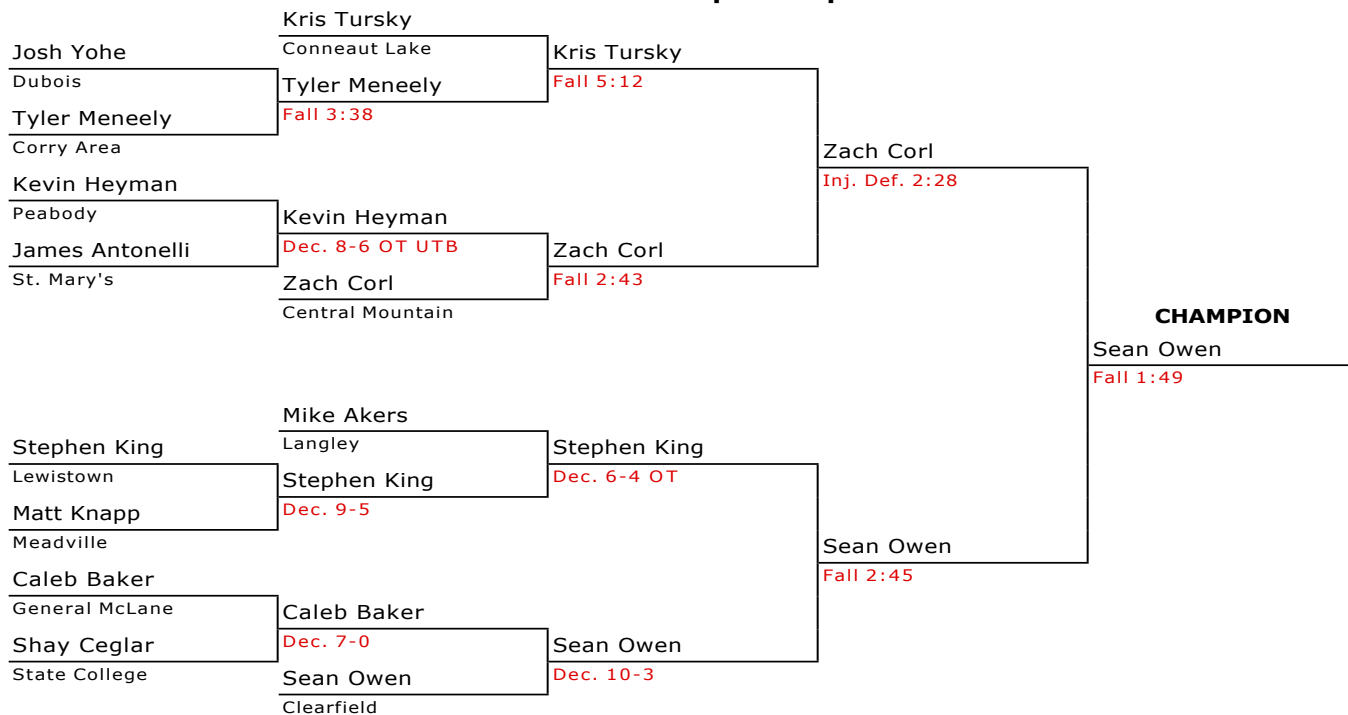 Kris Tursky
Josh Yohe
Conneaut Lake
Kris Tursky
Dubois
Tyler Meneely
Fall 5:12
Tyler Meneely
Fall 3:38
Corry Area
Zach Corl
Kevin Heyman
Inj. Def. 2:28
Peabody
Kevin Heyman
James Antonelli
Dec. 8-6 OT UTB
Zach Corl
St. Mary's
Zach Corl
Fall 2:43
Central Mountain
CHAMPION
Sean Owen
Fall 1:49
Mike Akers
Stephen King
Langley
Stephen King
Lewistown
Stephen King
Dec. 6-4 OT
Matt Knapp
Dec. 9-5
Meadville
Sean Owen
Caleb Baker
Fall 2:45
General McLane
Caleb Baker
Shay Ceglar
Dec. 7-0
Sean Owen
State College
Sean Owen
Dec. 10-3
Clearfield